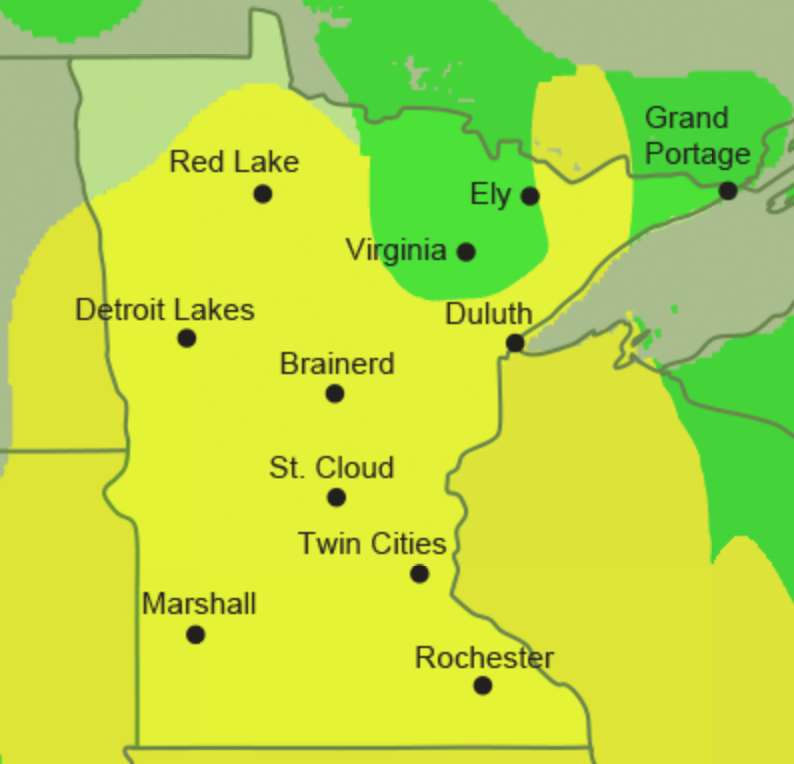 Grand
Portage
Red Lake
Ely
Virginia
Detroit Lakes
Duluth
Brainerd
St. Cloud
Twin Cities
Marshall
Rochester